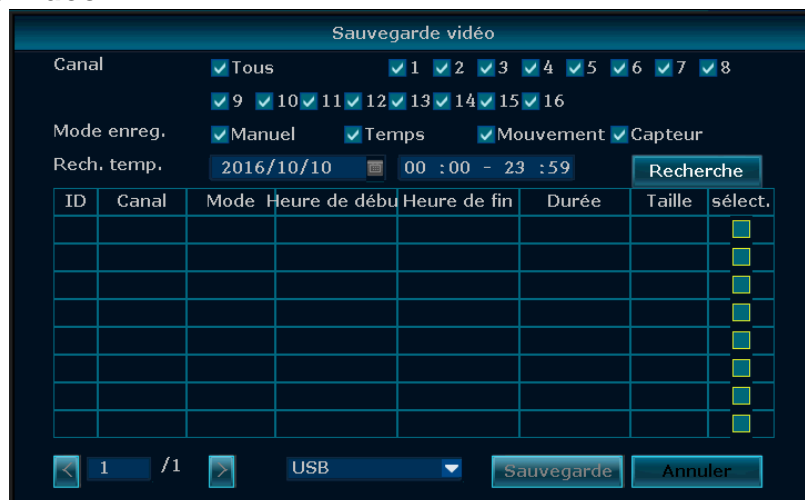 Sauvegarde vidéo
Canal Tous 1 2 3 4 5 6 7 8
9 10 11 12 13 14 15 16
Mode enreg. Manuel Temps Mouvement Capteur
Rech. temp. 2016/10/10 00 :00 - 23 :59 Recherche
ID Canal Mode Heure de débu Heure de fin Durée Taille sélect.
< 1 /1 > USB Sauvegarde Annuler